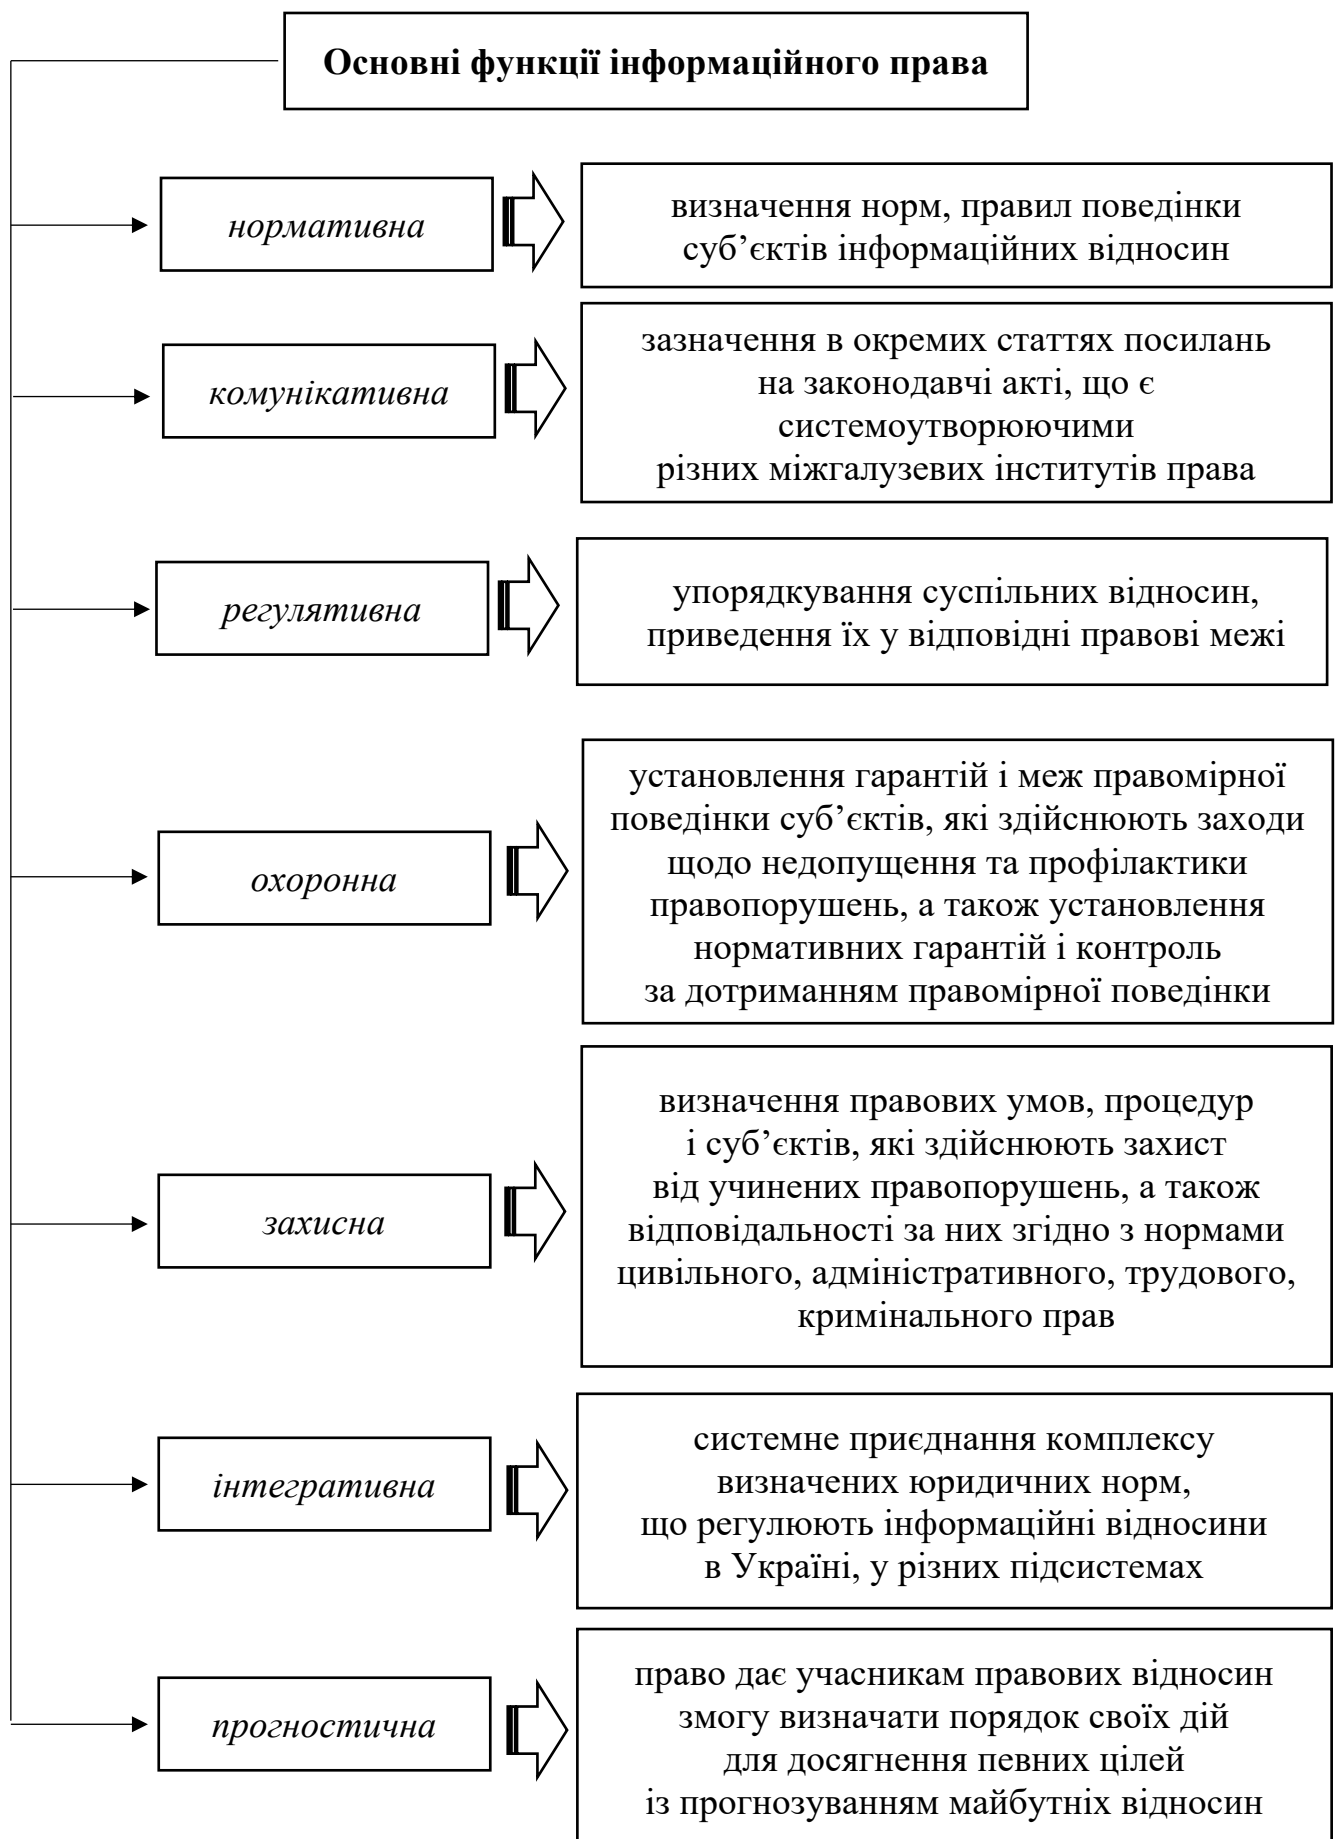 Основні функції інформаційного права
нормативна
визначення норм, правил поведінки
суб’єктів інформаційних відносин
комунікативна
зазначення в окремих статтях посилань
на законодавчі акті, що є
системоутворюючими
різних міжгалузевих інститутів права
регулятивна
упорядкування суспільних відносин,
приведення їх у відповідні правові межі
охоронна
установлення гарантій і меж правомірної
поведінки суб’єктів, які здійснюють заходи
щодо недопущення та профілактики
правопорушень, а також установлення
нормативних гарантій і контроль
за дотриманням правомірної поведінки
захисна
визначення правових умов, процедур
і суб’єктів, які здійснюють захист
від учинених правопорушень, а також
відповідальності за них згідно з нормами
цивільного, адміністративного, трудового,
кримінального прав
інтегративна
системне приєднання комплексу
визначених юридичних норм,
що регулюють інформаційні відносини
в Україні, у різних підсистемах
прогностична
право дає учасникам правових відносин
змогу визначати порядок своїх дій
для досягнення певних цілей
із прогнозуванням майбутніх відносин